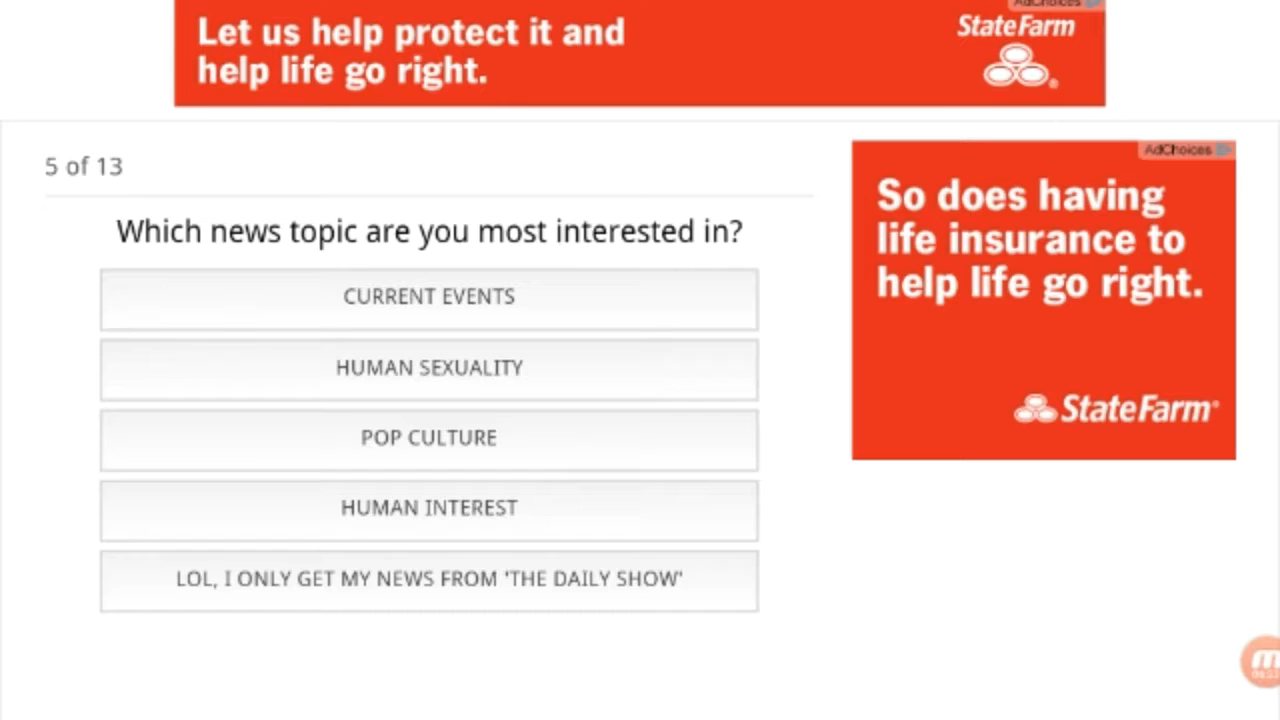 AdChoices
Let us help protect it and
help life go right.
StateFarm
5 of 13
AdChoices
Which news topic are you most interested in?
So does having
life insurance to
help life go right.
CURRENT EVENTS
HUMAN SEXUALITY
POP CULTURE
StateFarm
HUMAN INTEREST
LOL, I ONLY GET MY NEWS FROM 'THE DAILY SHOW'